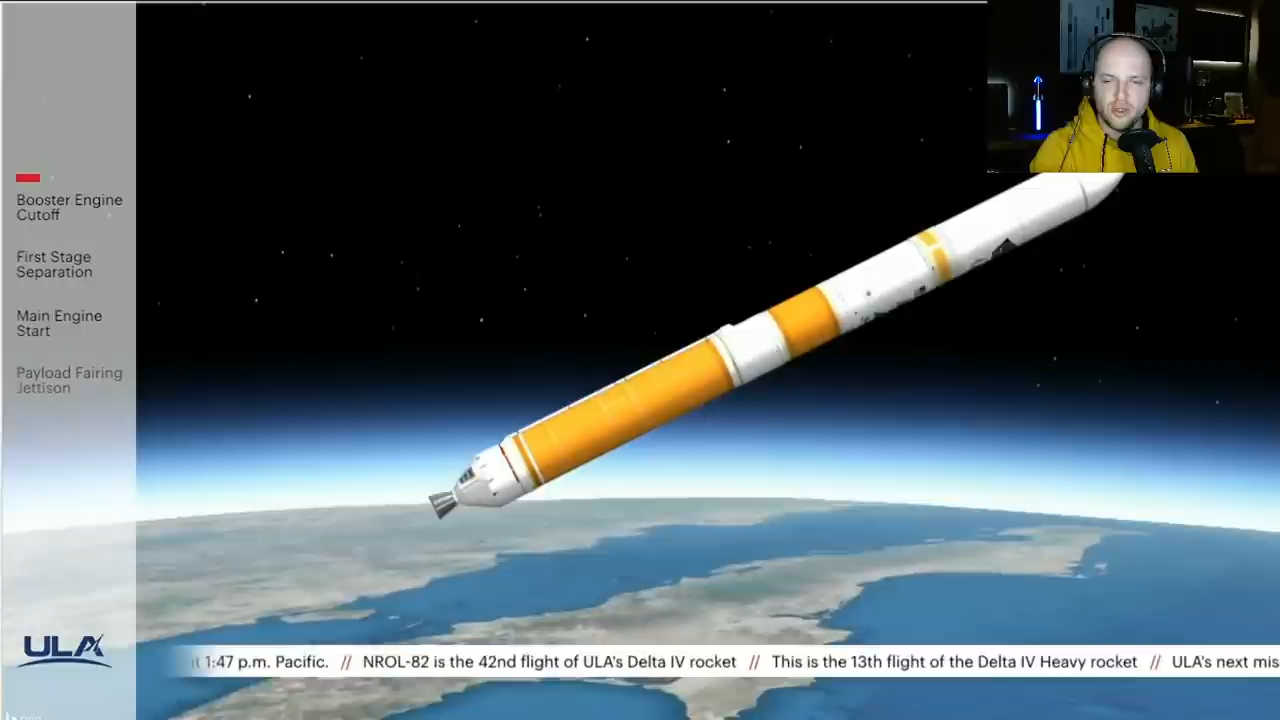 Booster Engine
Cutoff
First Stage
Separation
Main Engine
Start
Payload Fairing
Jettison
ULA
1:47 p.m. Pacific. // NROL-82 is the 42nd flight of ULA's Delta IV rocket // This is the 13th flight of the Delta IV Heavy rocket // ULA's next mis